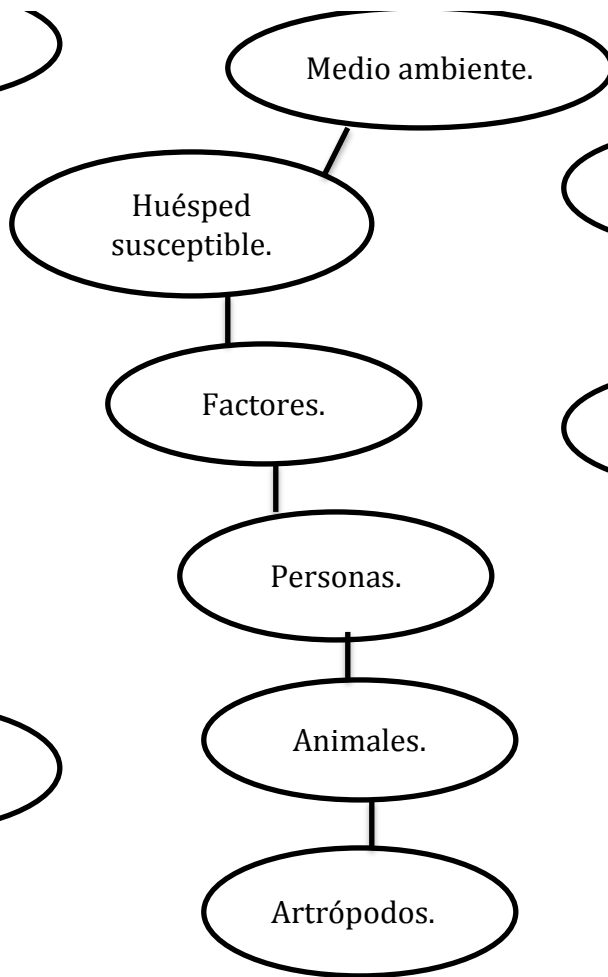 Medio ambiente.
Huésped
susceptible.
Factores.
Personas.
Animales.
Artrópodos.